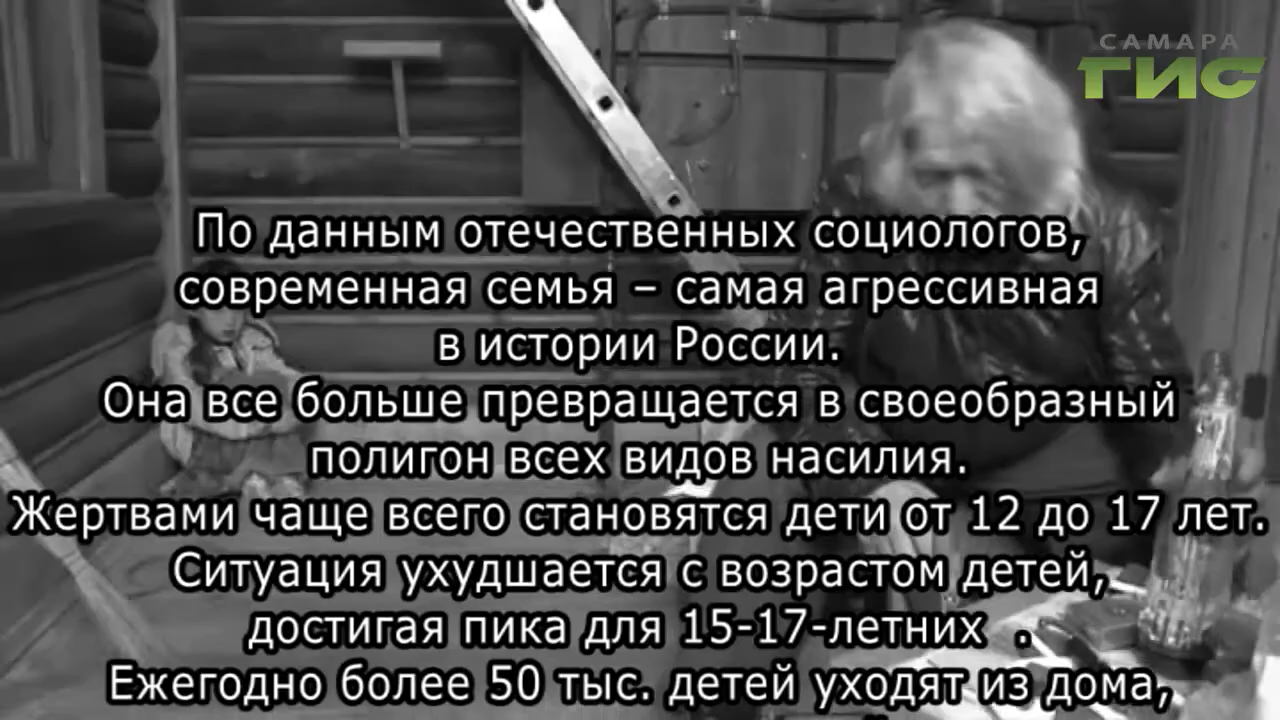 САМАРА
ГИС
По данным отечественных социологов,
современная семья – самая агрессивная
в истории России.
Она все больше превращается в своеобразный
полигон всех видов насилия.
Жертвами чаще всего становятся дети от 12 до 17 лет.
Ситуация ухудшается с возрастом детей,
достигая пика для 15-17-летних .
Ежегодно более 50 тыс. детей уходят из дома,